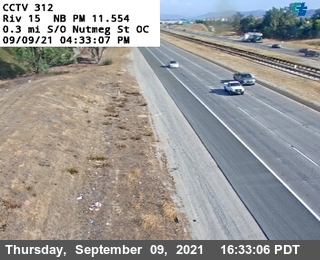 CCTV 312
Riv 15 NB PM 11.554
0.3 mi S/O Nutmeg St OC
09/09/21 04:33:07 PM
Thursday, September 09, 2021 16:33:06 PDT